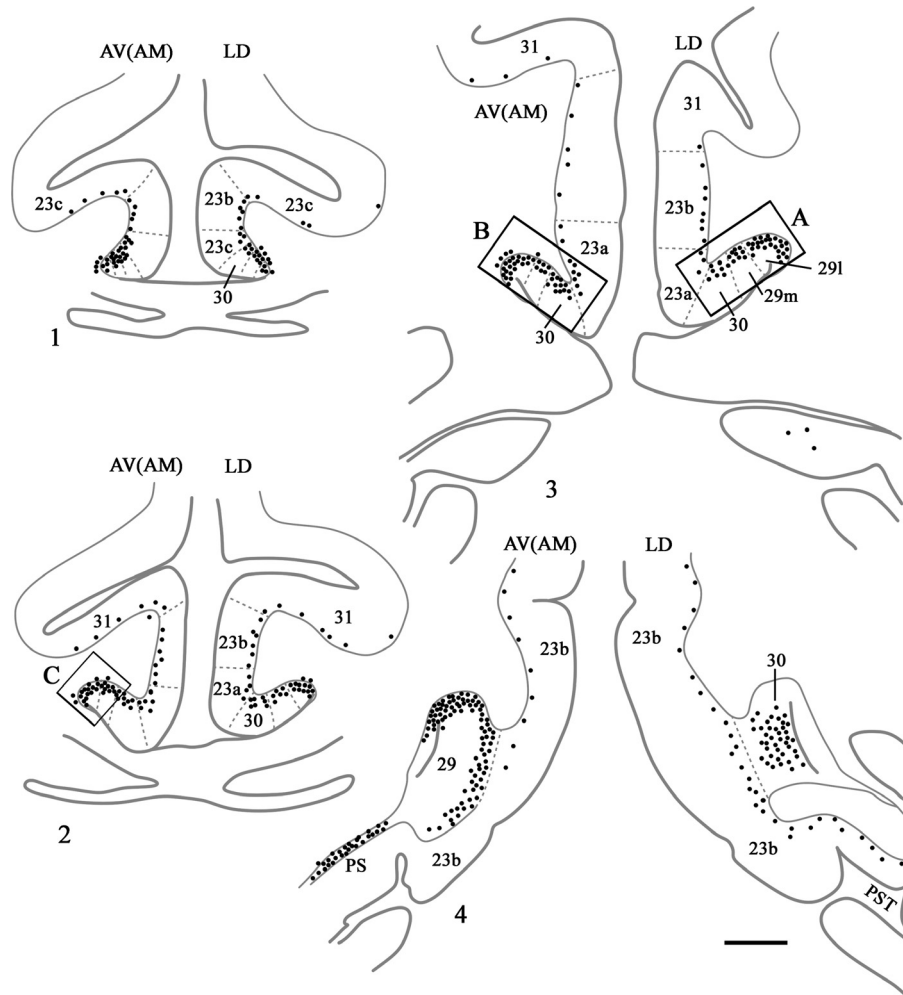 AV(AM) LD
23c 23b 23c
23c
30
1
31 LD
31
AV(AM)
23b
B A
23a 29l
23a 29m
30 30
3
AV(AM) LD
31 31
23b
C
23a
30
2
AV(AM) LD
23b 23b
30
29
PS 23b 23b
PST
4